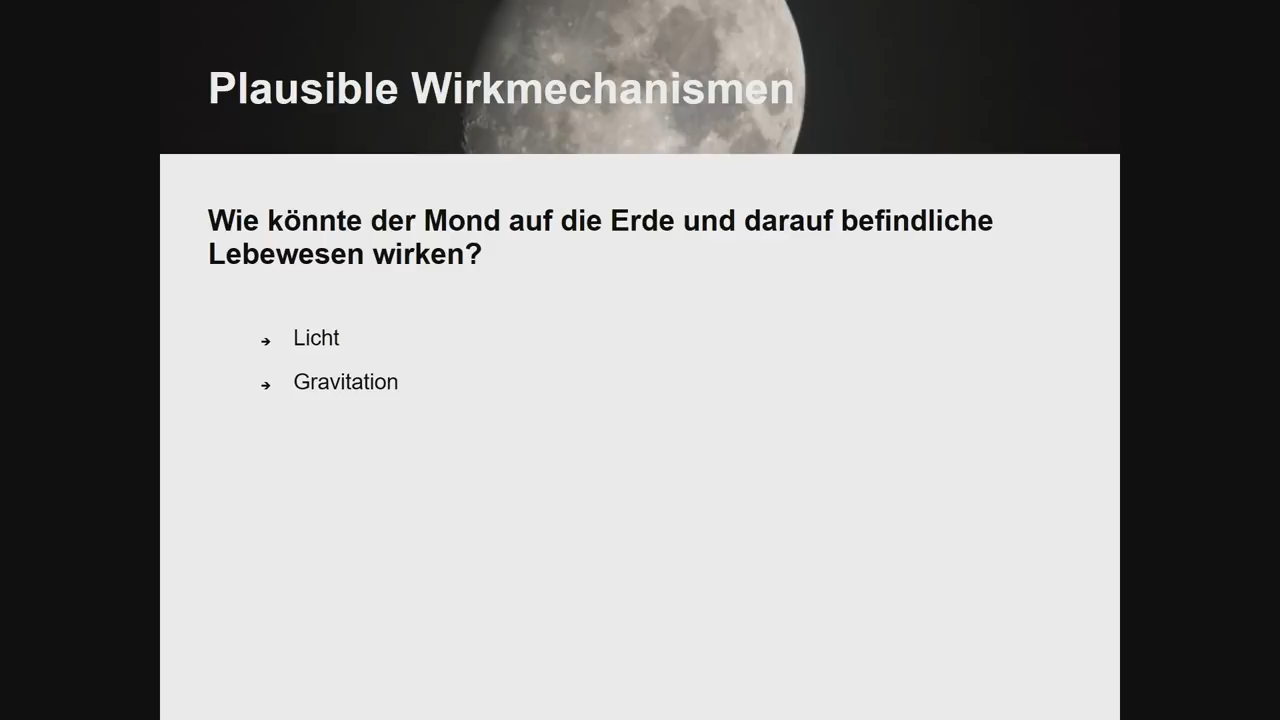 Plausible Wirkmechanismen
Wie könnte der Mond auf die Erde und darauf befindliche
Lebewesen wirken?
➔ Licht
➔ Gravitation